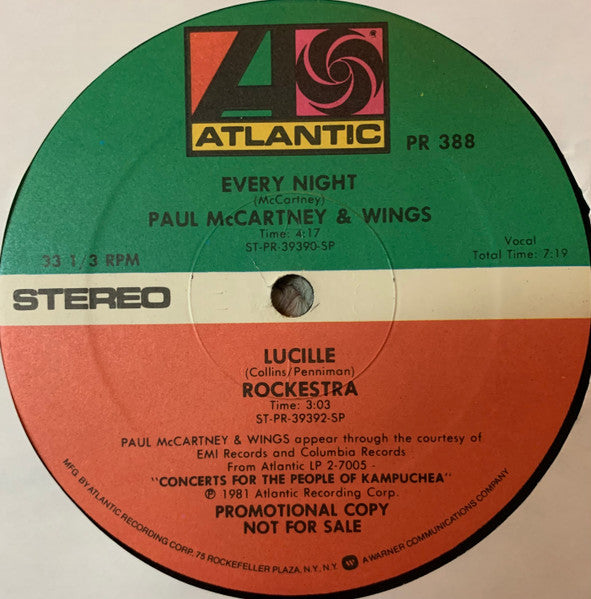 ATLANTIC
PR 388
EVERY NIGHT
(McCartney)
PAUL McCARTNEY & WINGS
Time: 4:17
ST-PR-39390-SP
33 1/3 RPM
Vocal
Total Time: 7:19
STEREO
LUCILLE
(Collins/Penniman)
ROCKESTRA
Time: 3:03
ST-PR-39392-SP
PAUL McCARTNEY & WINGS appear through the courtesy of
EMI Records and Columbia Records
From Atlantic LP 2-7005 -
"CONCERTS FOR THE PEOPLE OF KAMPUCHEA"
℗ 1981 Atlantic Recording Corp.
PROMOTIONAL COPY
NOT FOR SALE
MFG. BY ATLANTIC RECORDING CORP. 75 ROCKEFELLER PLAZA, N.Y., N.Y. W A WARNER COMMUNICATIONS COMPANY